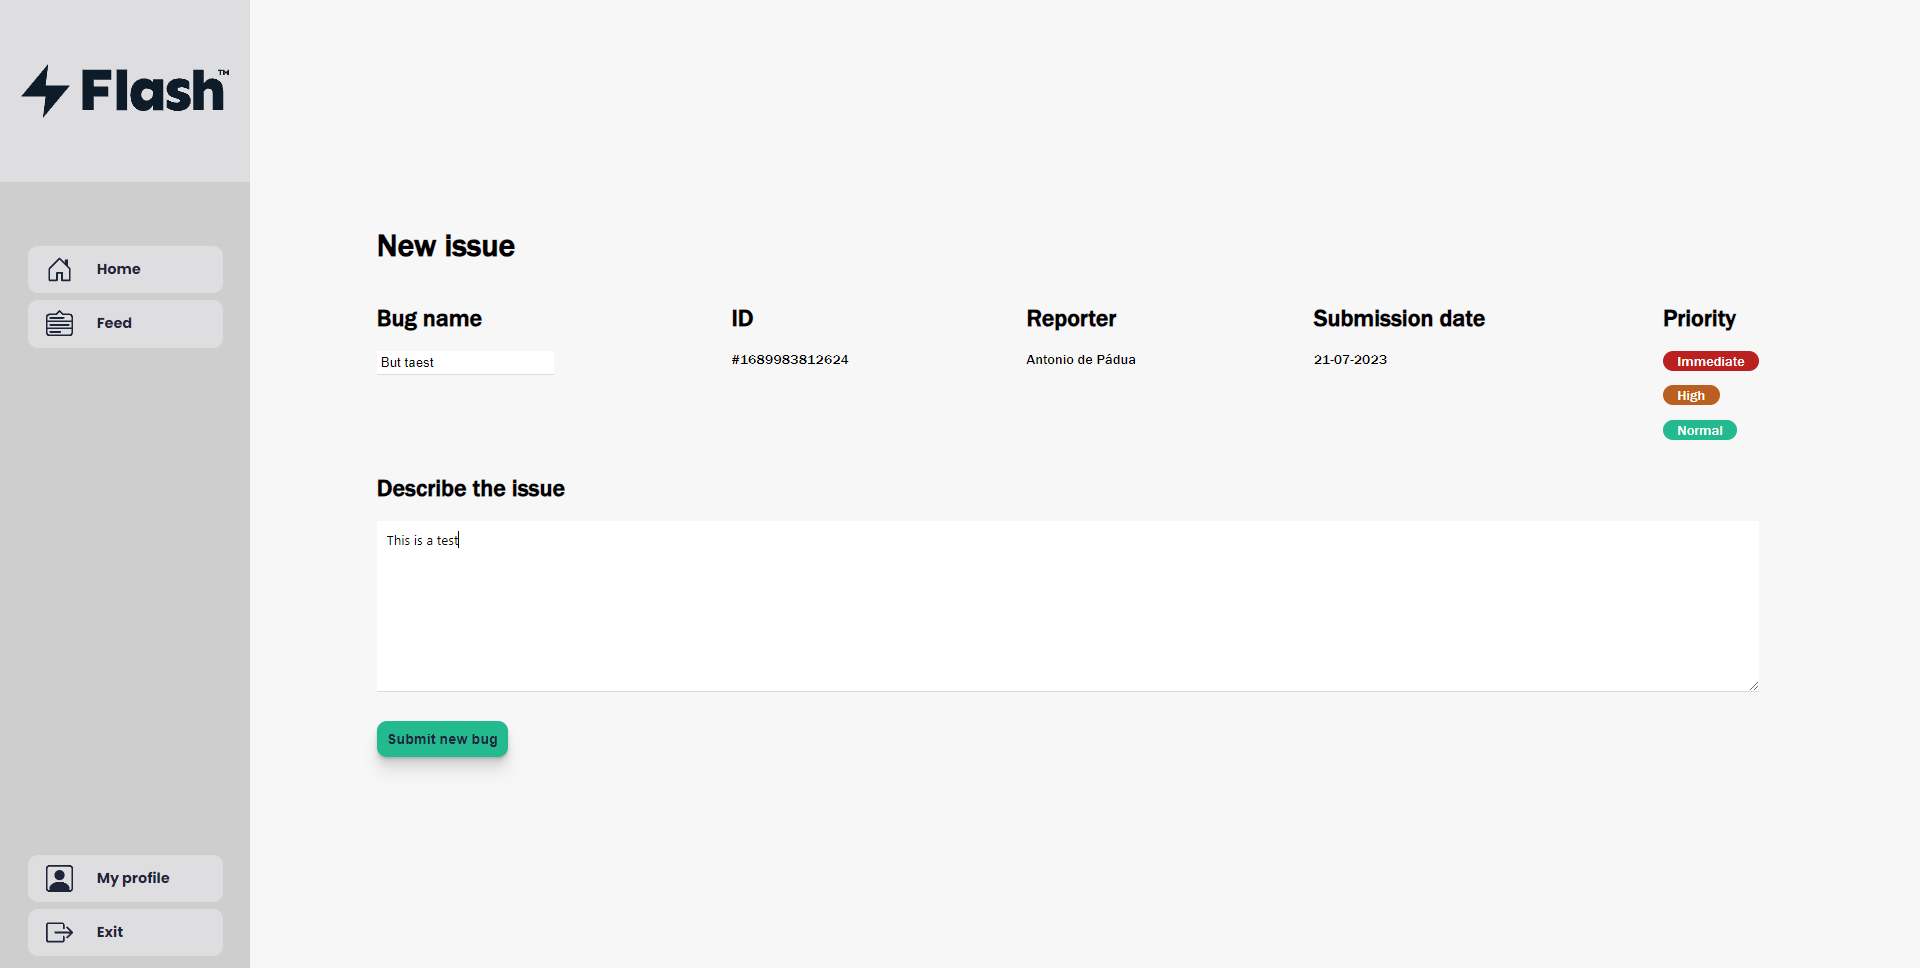 Flash™
Home
Feed
New issue
Bug name ID Reporter Submission date Priority
But taest #1689983812624 Antonio de Pádua 21-07-2023 Immediate
High
Normal
Describe the issue
This is a test
Submit new bug
My profile
Exit